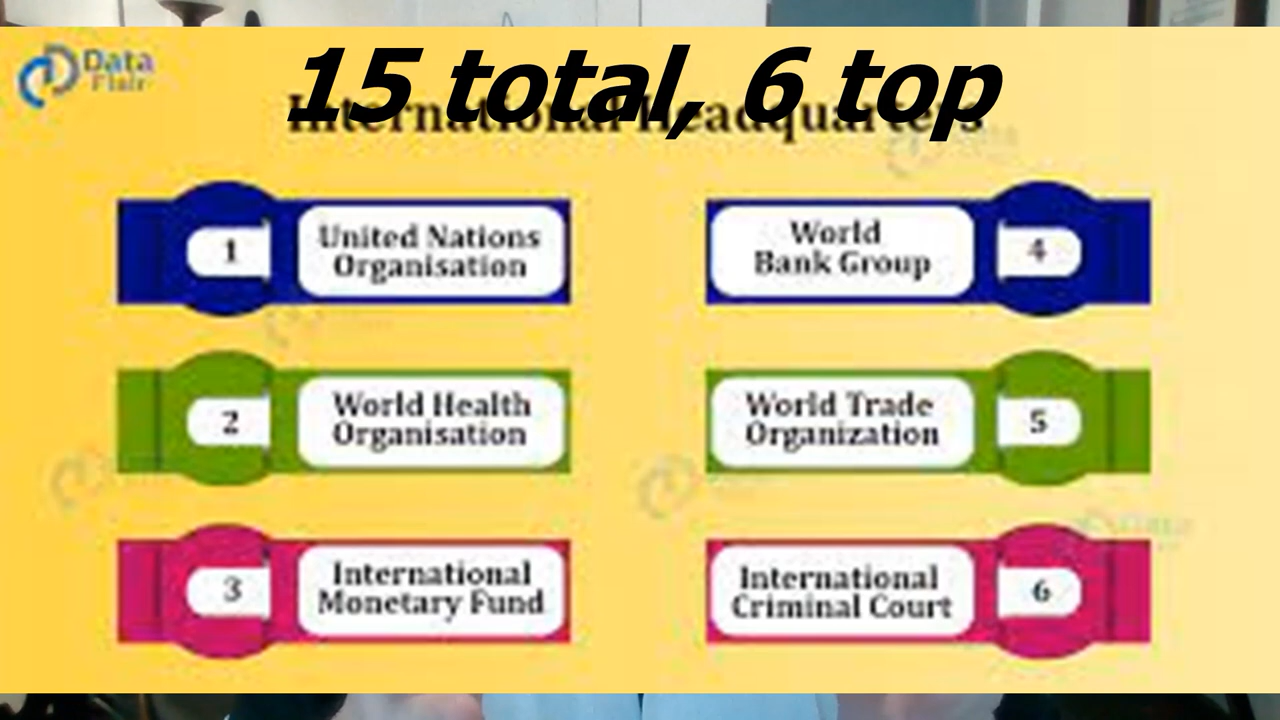 Data
Flair
15 total, 6 top
International Headquarters
1
United Nations
Organisation
2
World Health
Organisation
3
International
Monetary Fund
World
Bank Group
4
World Trade
Organization
5
International
Criminal Court
6